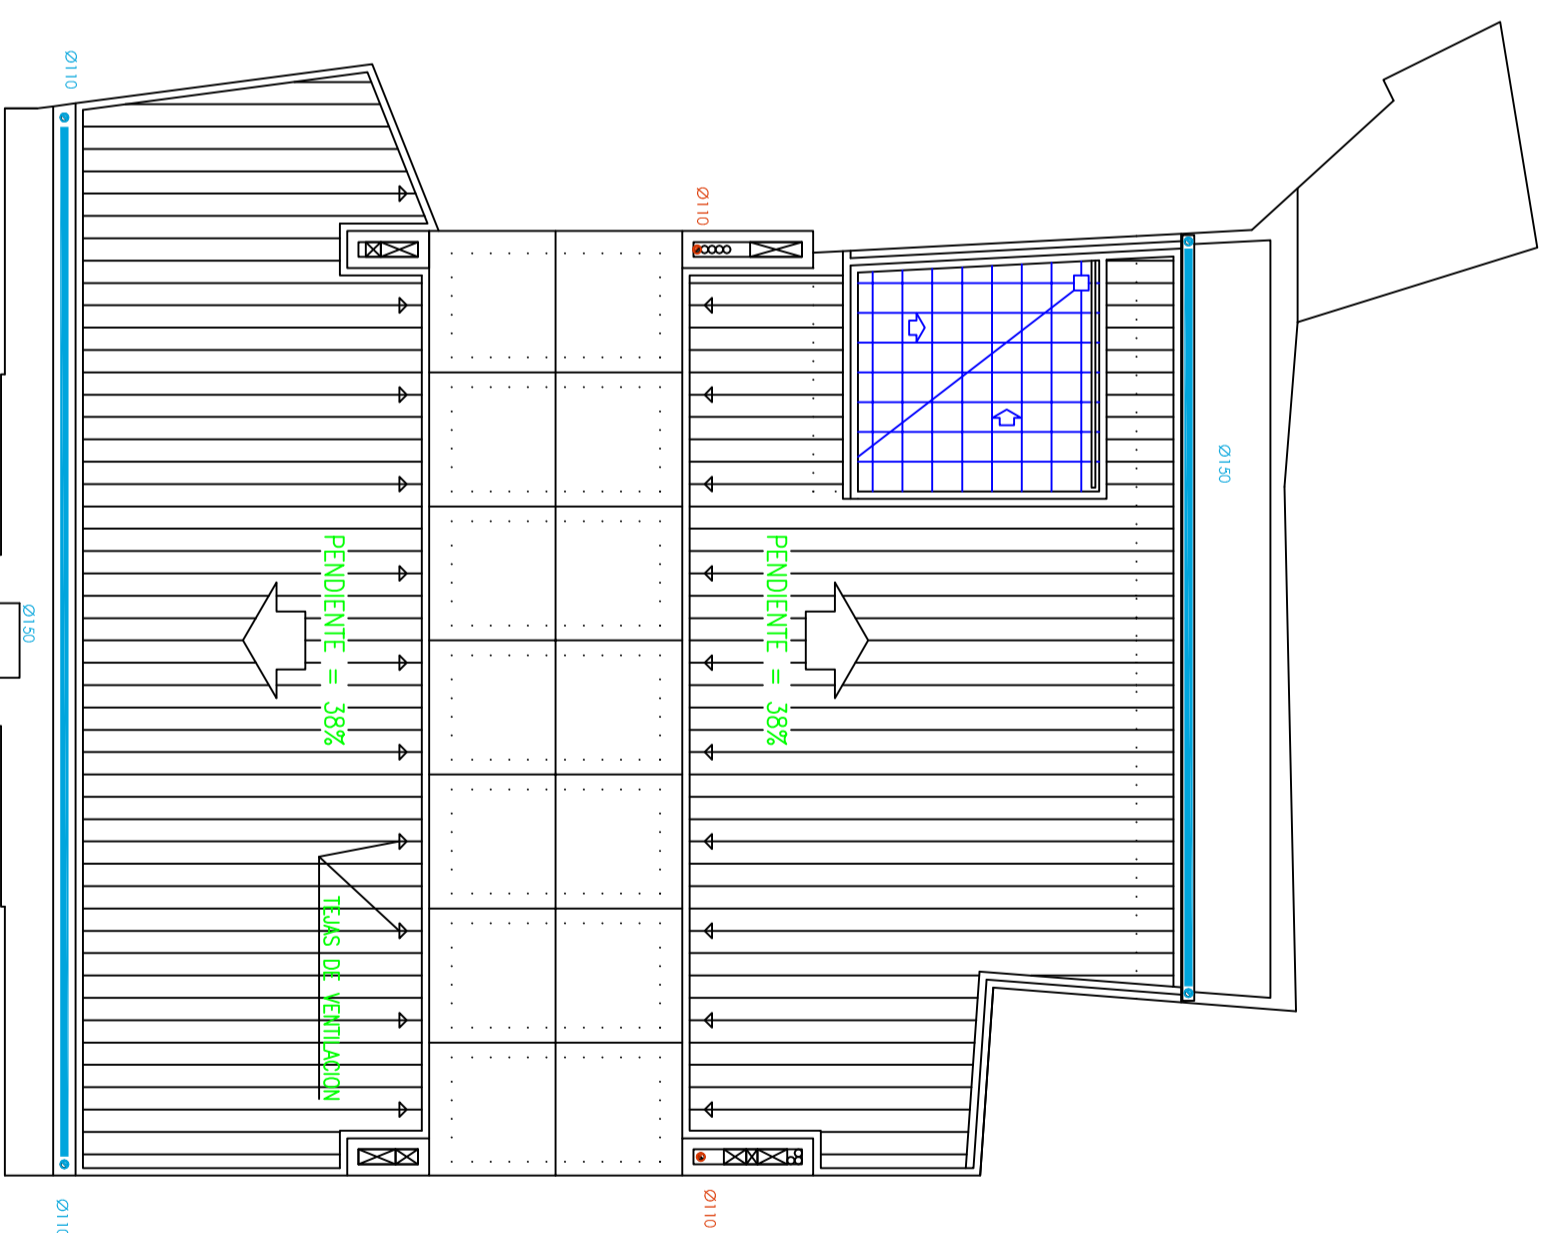 Ø110
Ø110
Ø150
PENDIENTE = 38%
PENDIENTE = 38%
Ø150
TEJAS DE VENTILACION
Ø110
Ø110